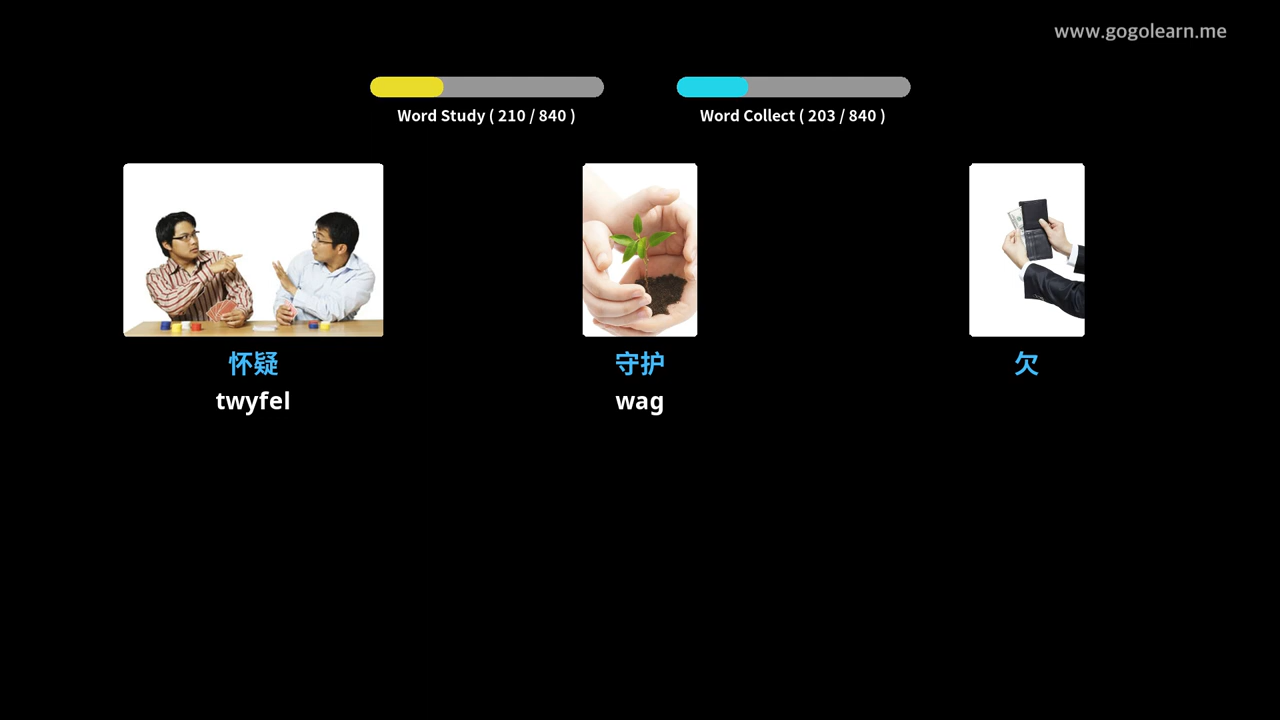 www.gogolearn.me
Word Study ( 210 / 840 )
Word Collect ( 203 / 840 )
怀疑
twyfel
守护
wag
欠